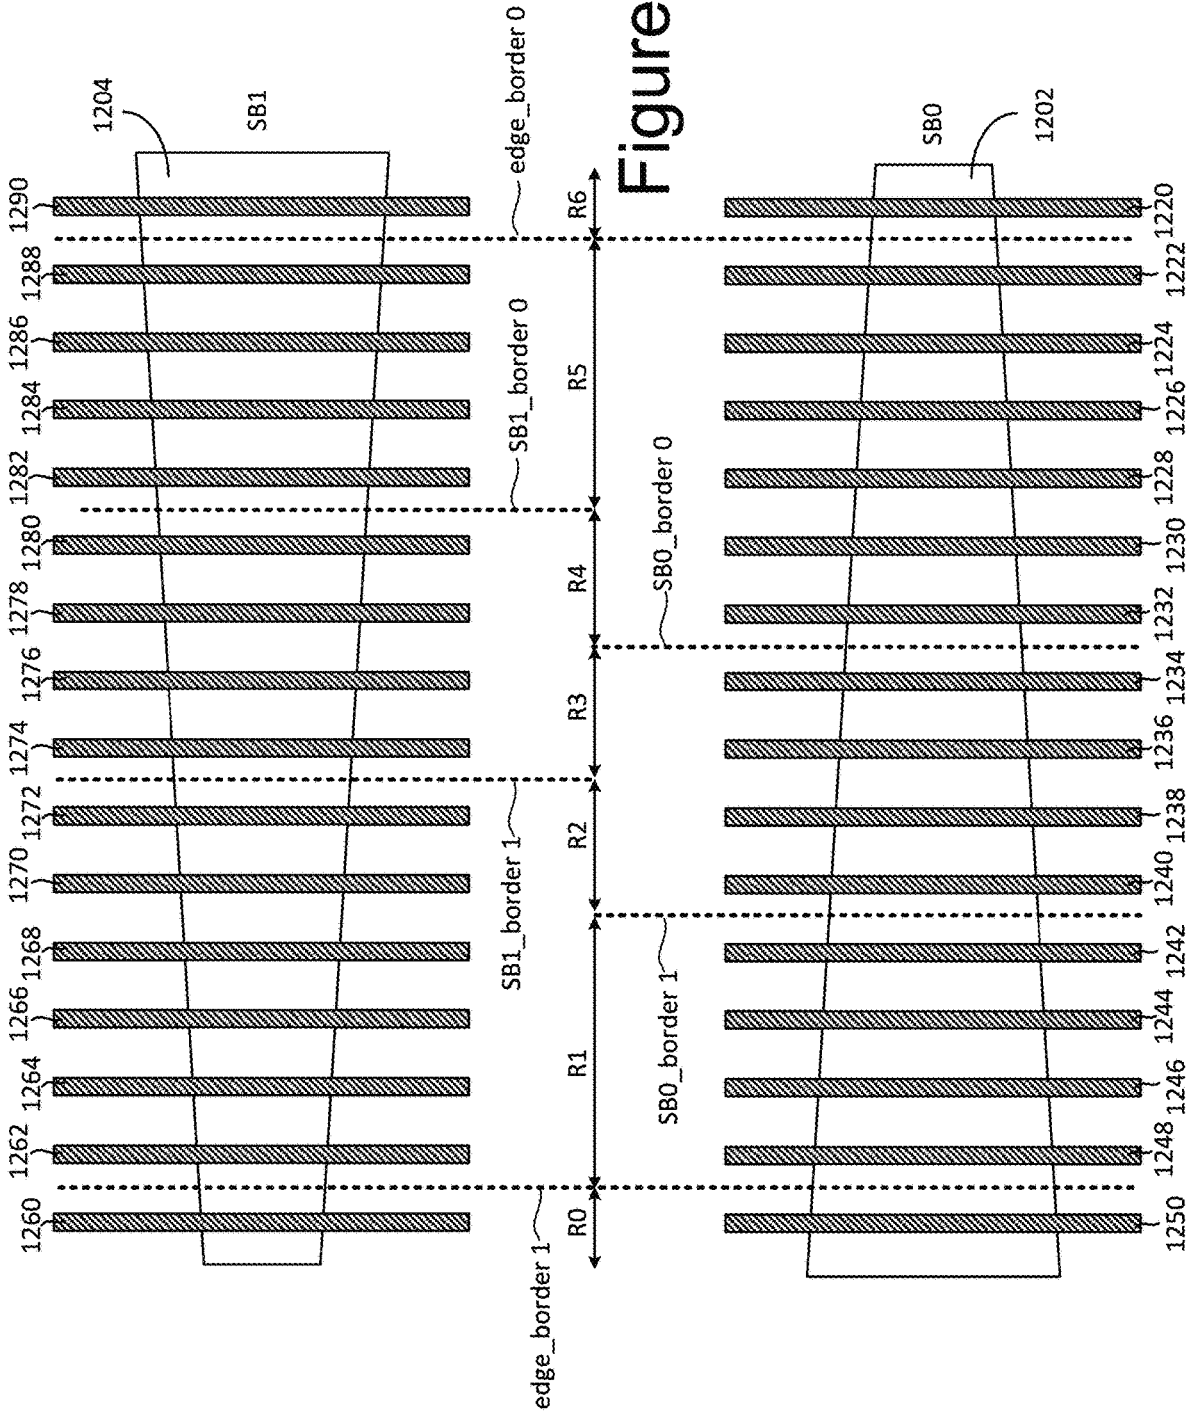 1260
1262
1264
1266
1268
1270
1272
1274
1276
1278
1280
1282
1284
1286
1288
1290
1204
SB1
edge_border 1
SB1_border 1
SB1_border 0
edge_border 0
R0
R1
R2
R3
R4
R5
R6
Figure
SB0_border 1
SB0_border 0
SB0
1202
1250
1248
1246
1244
1242
1240
1238
1236
1234
1232
1230
1228
1226
1224
1222
1220